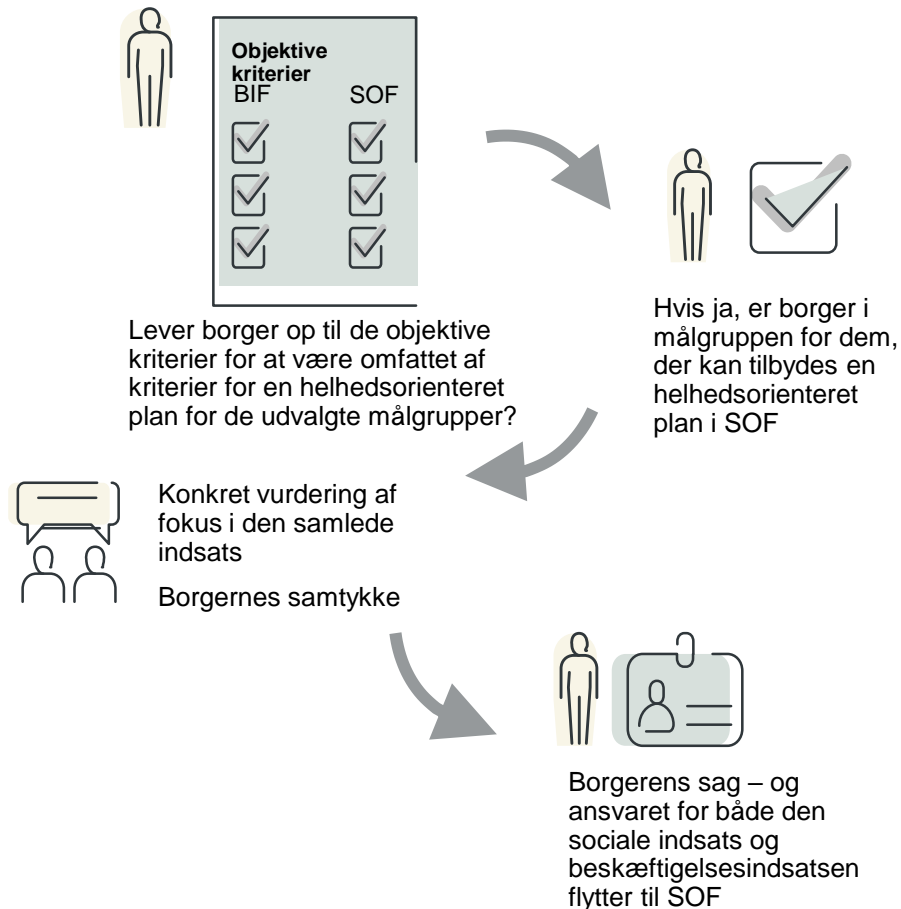 Objektive
kriterier
BIF SOF
Lever borger op til de objektive
kriterier for at være omfattet af
kriterier for en helhedsorienteret
plan for de udvalgte målgrupper?
Hvis ja, er borger i
målgruppen for dem,
der kan tilbydes en
helhedsorienteret
plan i SOF
Konkret vurdering af
fokus i den samlede
indsats
Borgernes samtykke
Borgerens sag – og
ansvaret for både den
sociale indsats og
beskæftigelsesindsatsen
flytter til SOF